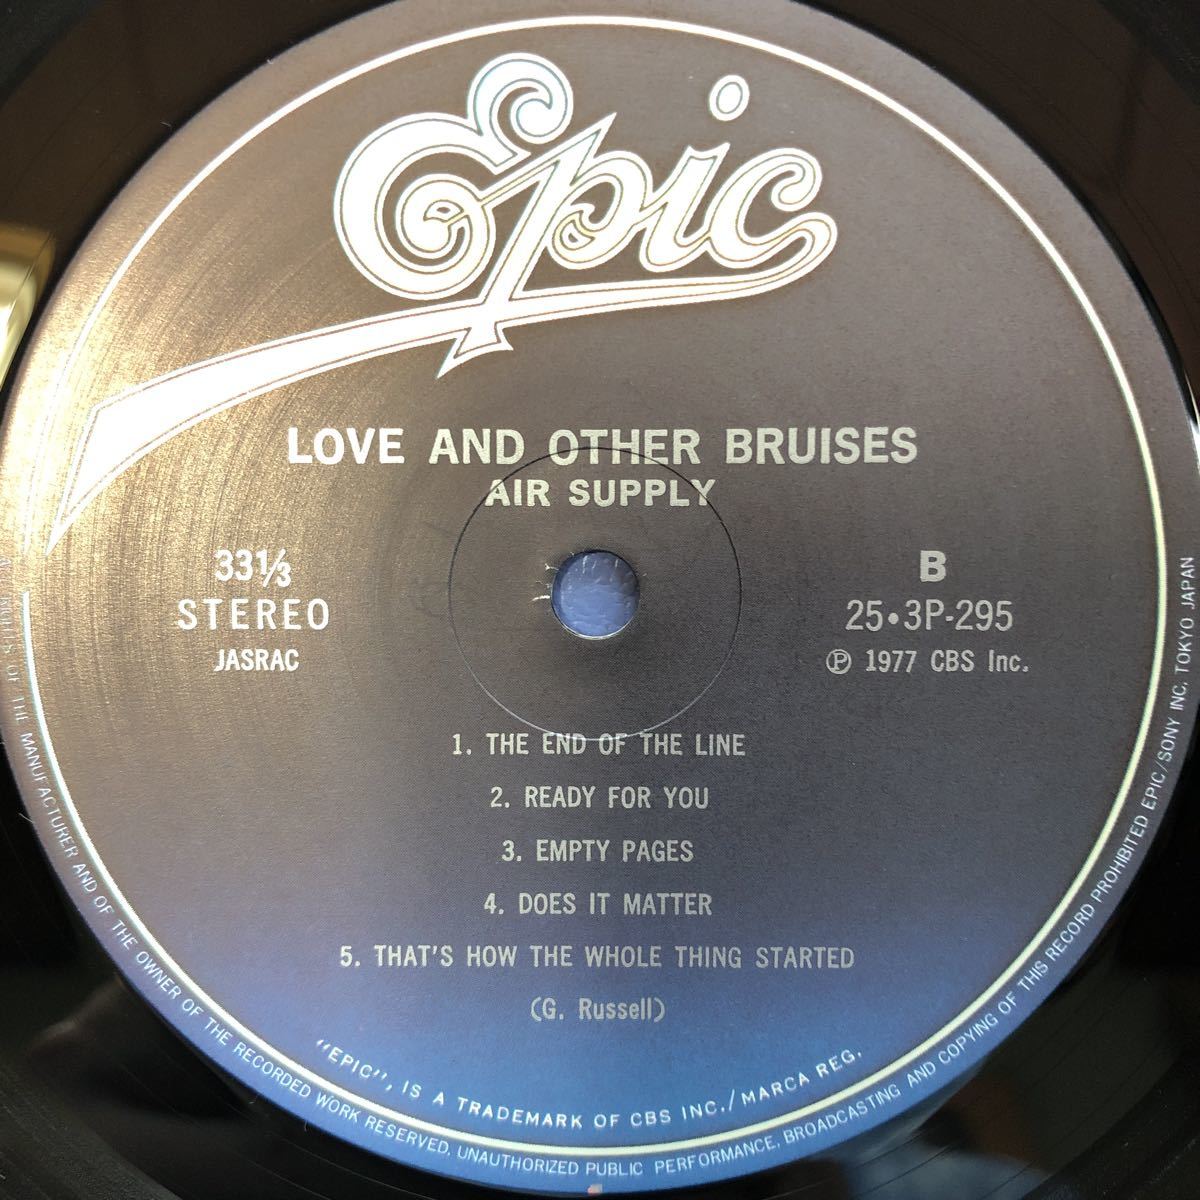 Epic
LOVE AND OTHER BRUISES
AIR SUPPLY
33⅓
STEREO
JASRAC
B
25•3P-295
Ⓟ 1977 CBS Inc.
1. THE END OF THE LINE
2. READY FOR YOU
3. EMPTY PAGES
4. DOES IT MATTER
5. THAT'S HOW THE WHOLE THING STARTED
(G. Russell)
"EPIC", IS A TRADEMARK OF CBS INC./MARCA REG.
OF THE MANUFACTURER AND OF THE OWNER OF THE RECORDED WORK RESERVED. UNAUTHORIZED PUBLIC PERFORMANCE, BROADCASTING AND COPYING OF THIS RECORD PROHIBITED EPIC/SONY INC. TOKYO JAPAN